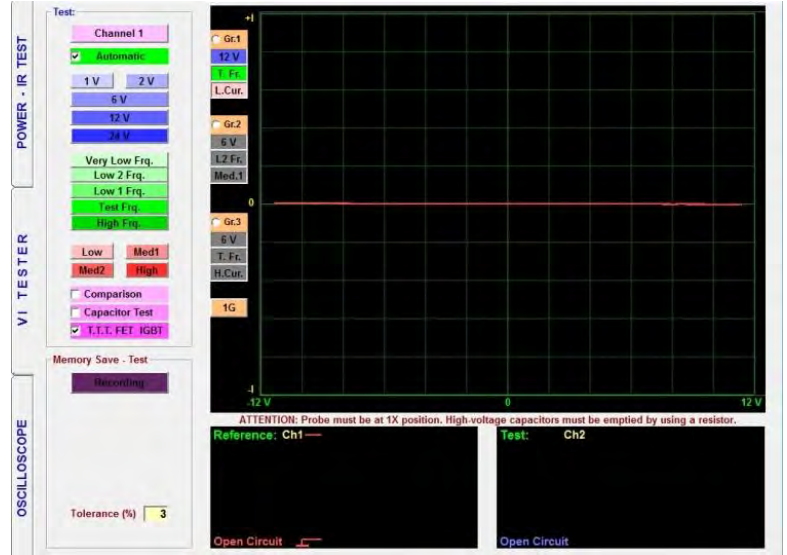 POWER - IR TEST
VI TESTER
OSCILLOSCOPE
Test:
Channel 1
Automatic
1 V
2 V
6 V
12 V
24 V
Very Low Frq.
Low 2 Frq.
Low 1 Frq.
Test Frq.
High Frq.
Low
Med1
Med2
High
Comparison
Capacitor Test
T.T.T. FET IGBT
Memory Save - Test
Recording
Tolerance (%) 3
Gr.1
12 V
T. Fr.
L.Cur.
Gr.2
6 V
L2 Fr.
Med.1
Gr.3
6 V
T. Fr.
H.Cur.
1G
+I
0
-I
-12 V
0
12 V
ATTENTION: Probe must be at 1X position. High-voltage capacitors must be emptied by using a resistor.
Reference: Ch1
Open Circuit
Test: Ch2
Open Circuit